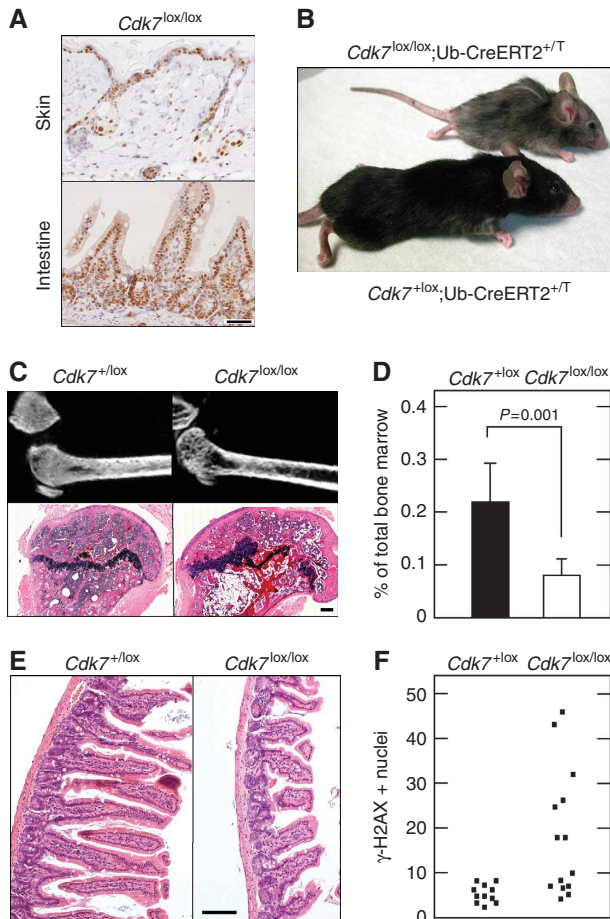 A
Cdk7lox/lox
Skin
Intestine
B
Cdk7lox/lox;Ub-CreERT2+/T
Cdk7+lox;Ub-CreERT2+/T
C
Cdk7+/lox
Cdk7lox/lox
D
Cdk7+lox Cdk7lox/lox
P=0.001
% of total bone marrow
0.4
0.3
0.2
0.1
0
E
Cdk7+/lox
Cdk7lox/lox
F
Cdk7+lox
Cdk7lox/lox
γ-H2AX + nuclei
50
40
30
20
10
0